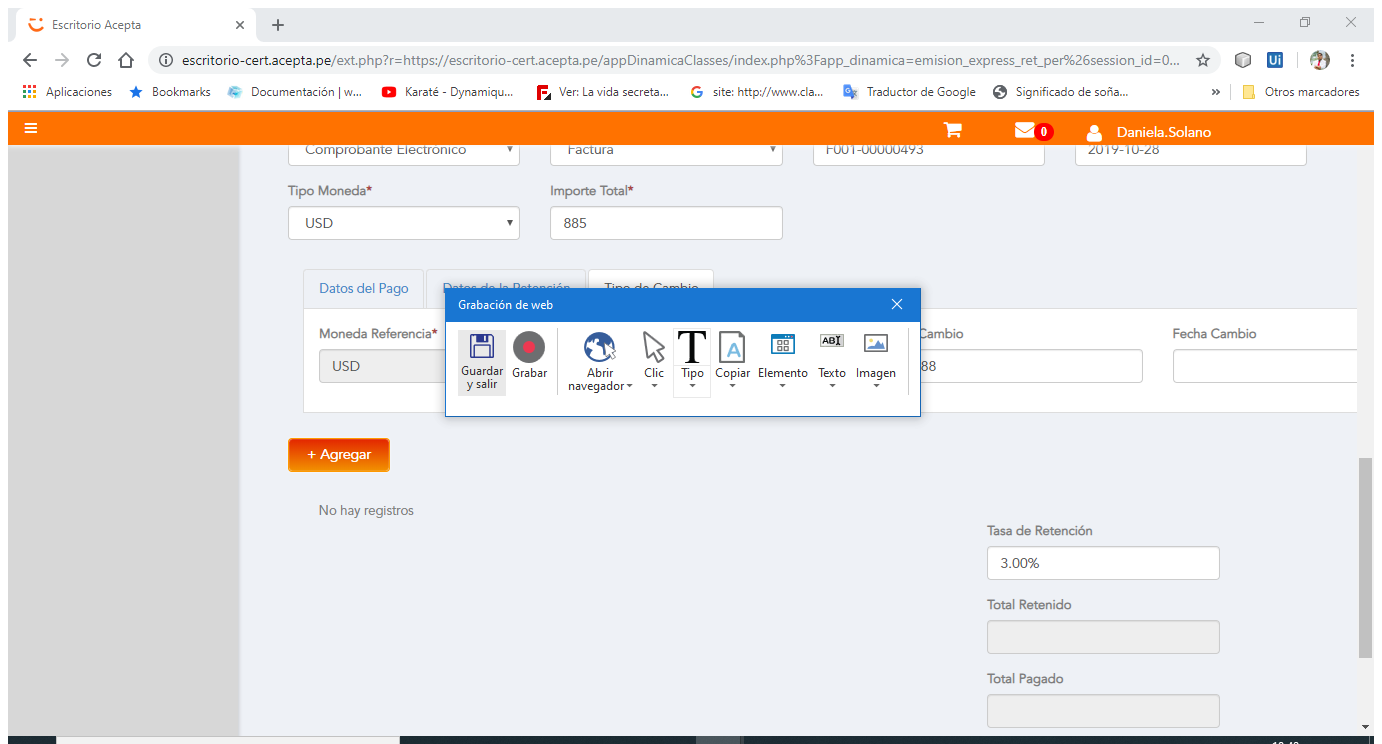 Escritorio Acepta
escritorio-cert.acepta.pe/ext.php?r=https://escritorio-cert.acepta.pe/appDinamicaClasses/index.php%3Fapp_dinamica=emision_express_ret_per%26session_id=0...
Ui
Aplicaciones Bookmarks Documentación | w... Karaté - Dynamiqu... Ver: La vida secreta... site: http://www.cla... Traductor de Google Significado de soña... » Otros marcadores
0 Daniela.Solano
Comprobante Electrónico Factura F001-00000493 2019-10-28
Tipo Moneda* Importe Total*
USD 885
Datos del Pago Datos de la Retención Tipo de Cambio
Grabación de web
Moneda Referencia* Cambio Fecha Cambio
USD 88
Guardar y salir
Grabar
Abrir navegador
Clic
T
Tipo
A
Copiar
Elemento
ABI
Texto
Imagen
+ Agregar
No hay registros
Tasa de Retención
3.00%
Total Retenido
Total Pagado